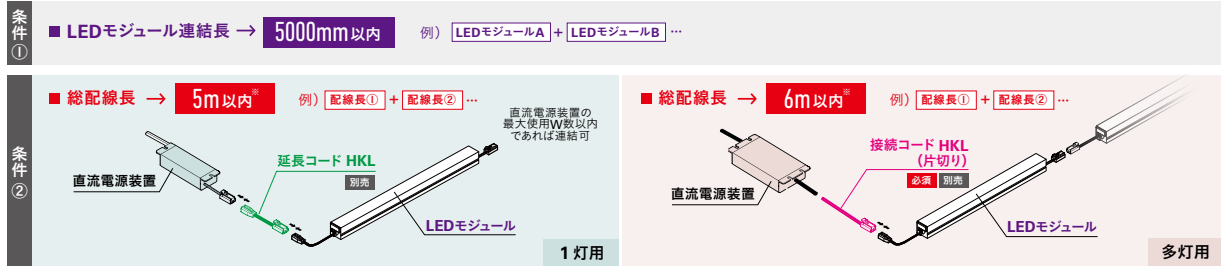 条件①
■ LEDモジュール連結長 → 5000mm以内 例） LEDモジュールA + LEDモジュールB …
条件②
■ 総配線長 → 5m以内※ 例） 配線長① + 配線長② …
直流電源装置の
最大使用W数以内
であれば連結可
延長コード HKL
別売
直流電源装置
LEDモジュール
1灯用
■ 総配線長 → 6m以内※ 例） 配線長① + 配線長② …
接続コード HKL
（片切り）
必須 別売
直流電源装置
LEDモジュール
多灯用